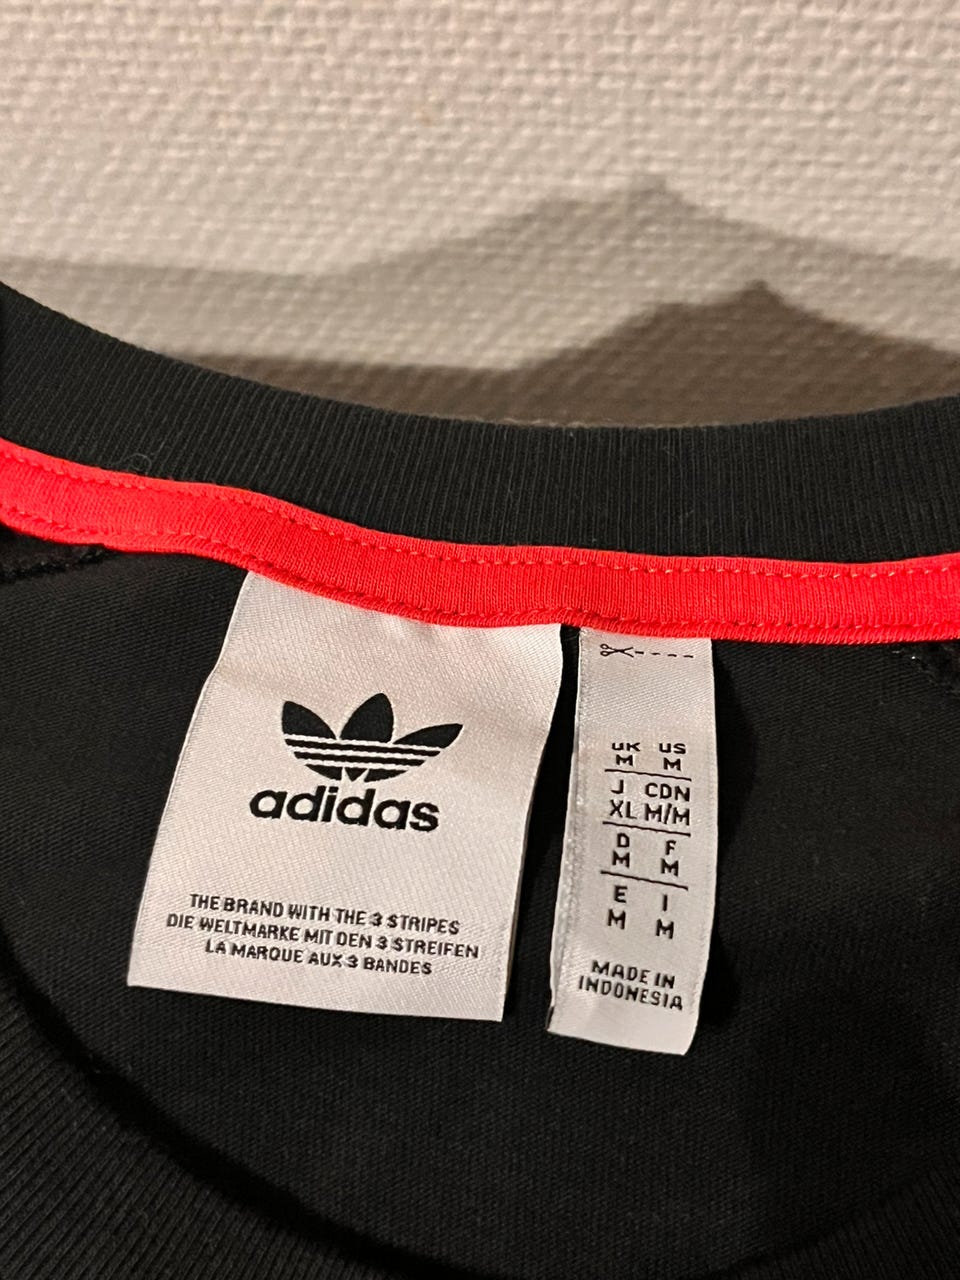 adidas
THE BRAND WITH THE 3 STRIPES
DIE WELTMARKE MIT DEN 3 STREIFEN
LA MARQUE AUX 3 BANDES
UK US
M M
J CDN
XL M/M
D F
M M
E I
M M
MADE IN
INDONESIA